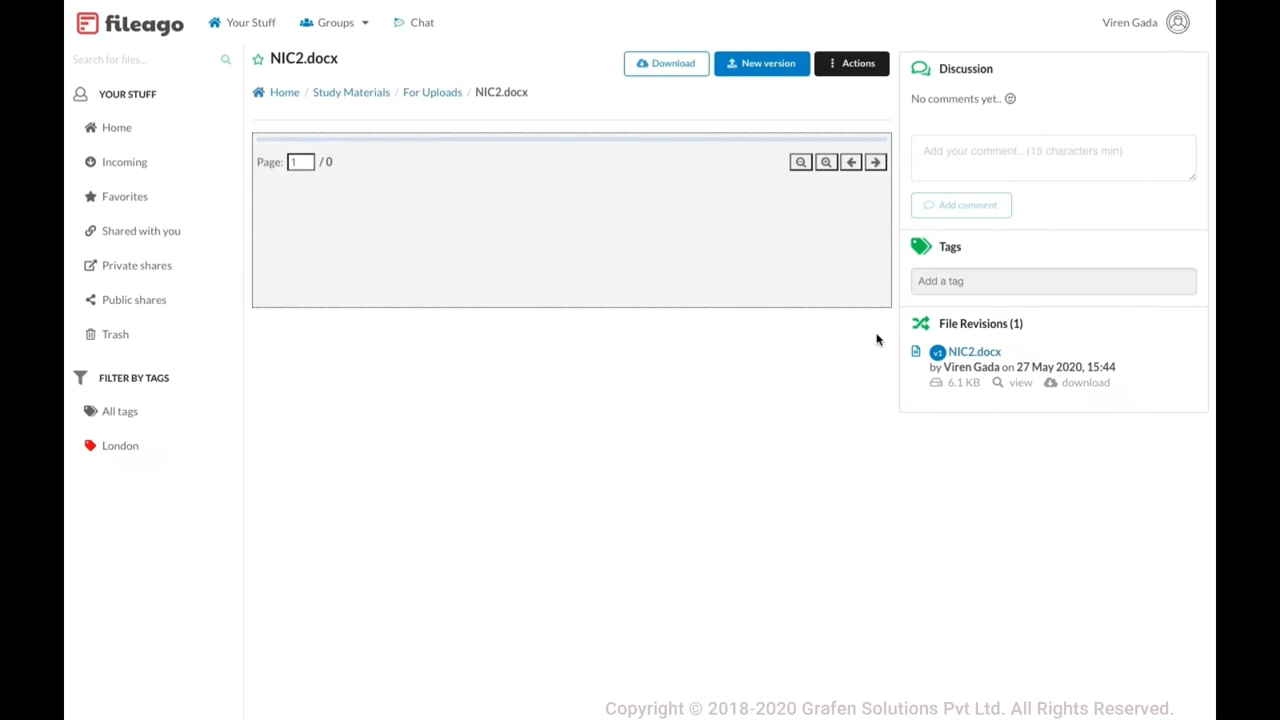 fileago
Your Stuff
Groups
Chat
Viren Gada
Search for files...
YOUR STUFF
Home
Incoming
Favorites
Shared with you
Private shares
Public shares
Trash
FILTER BY TAGS
All tags
London
NIC2.docx
Download
New version
Actions
Home / Study Materials / For Uploads / NIC2.docx
Page: 1 / 0
Discussion
No comments yet..
Add your comment.. (15 characters min)
Add comment
Tags
Add a tag
File Revisions (1)
v1 NIC2.docx
by Viren Gada on 27 May 2020, 15:44
6.1 KB view download
Copyright © 2018-2020 Grafen Solutions Pvt Ltd. All Rights Reserved.